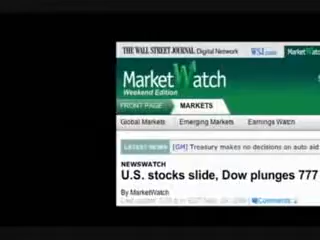 THE WALL STREET JOURNAL. Digital Network WSJ.com MarketWat
MarketWatch
Weekend Edition
FRONT PAGE MARKETS
Global Markets Emerging Markets Earnings Watch
LATEST NEWS [GM] Treasury makes no decisions on auto aid
NEWSWATCH
U.S. stocks slide, Dow plunges 777
By MarketWatch
Comments: